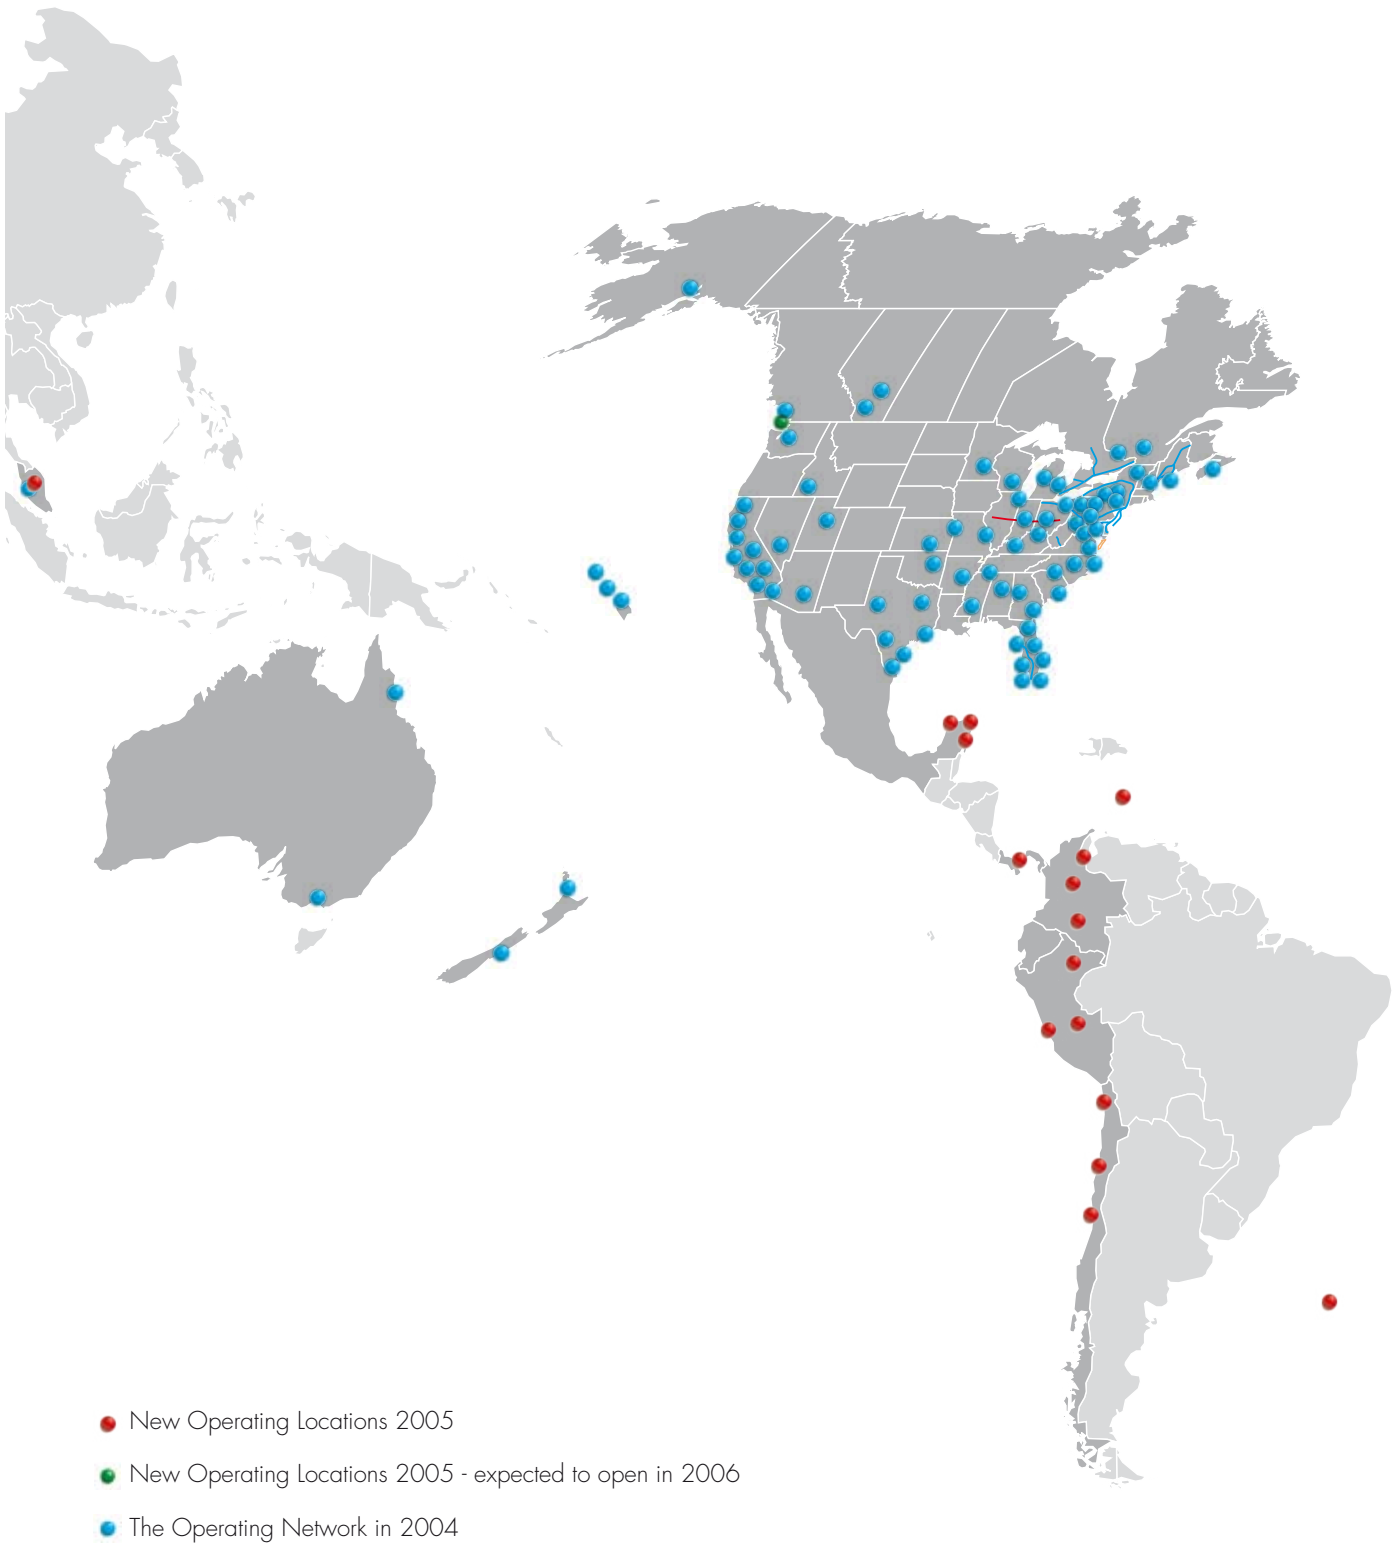 New Operating Locations 2005
New Operating Locations 2005 - expected to open in 2006
The Operating Network in 2004